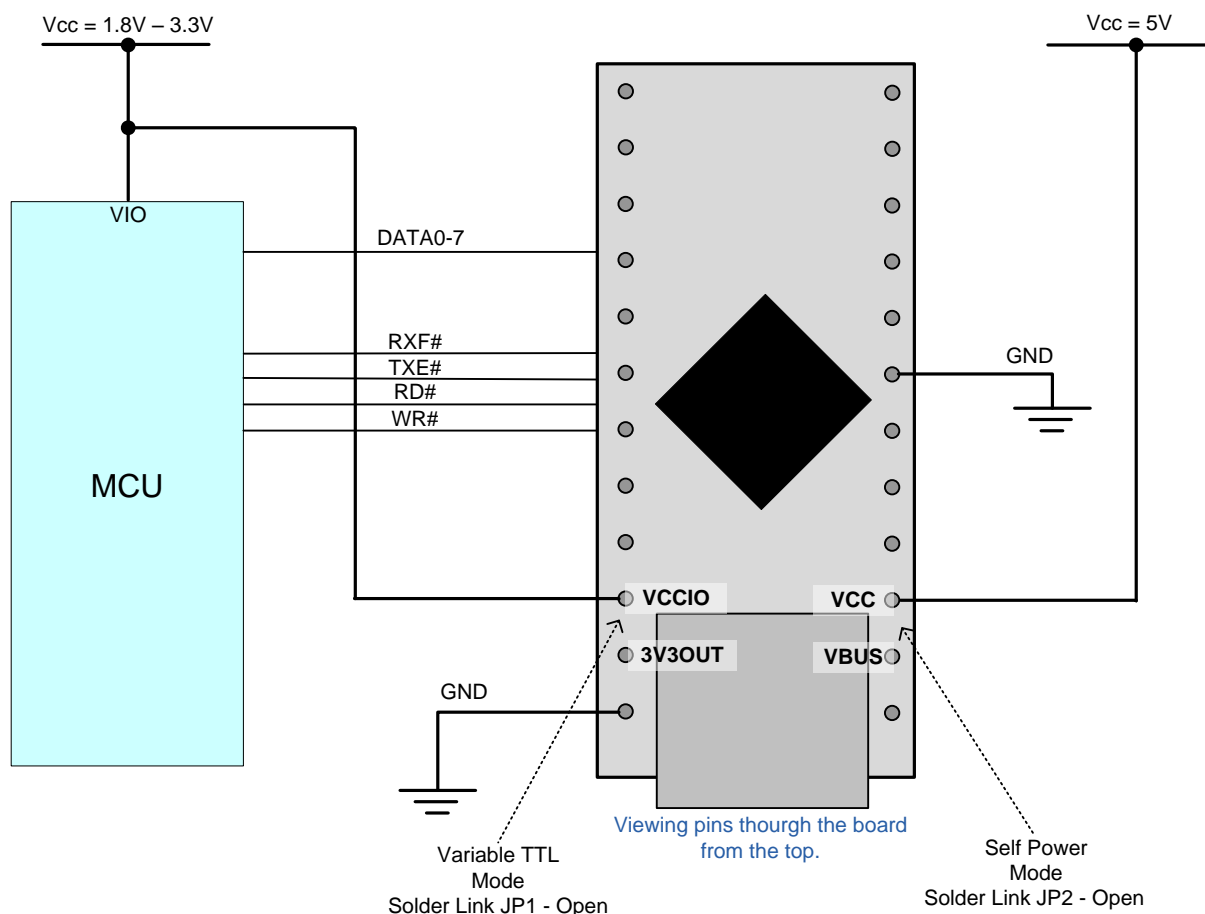 Vcc = 1.8V – 3.3V
Vcc = 5V
VIO
DATA0-7
RXF#
TXE#
RD#
WR#
GND
MCU
VCCIO
VCC
3V3OUT
VBUS
GND
Viewing pins thourgh the board
from the top.
Variable TTL
Mode
Solder Link JP1 - Open
Self Power
Mode
Solder Link JP2 - Open